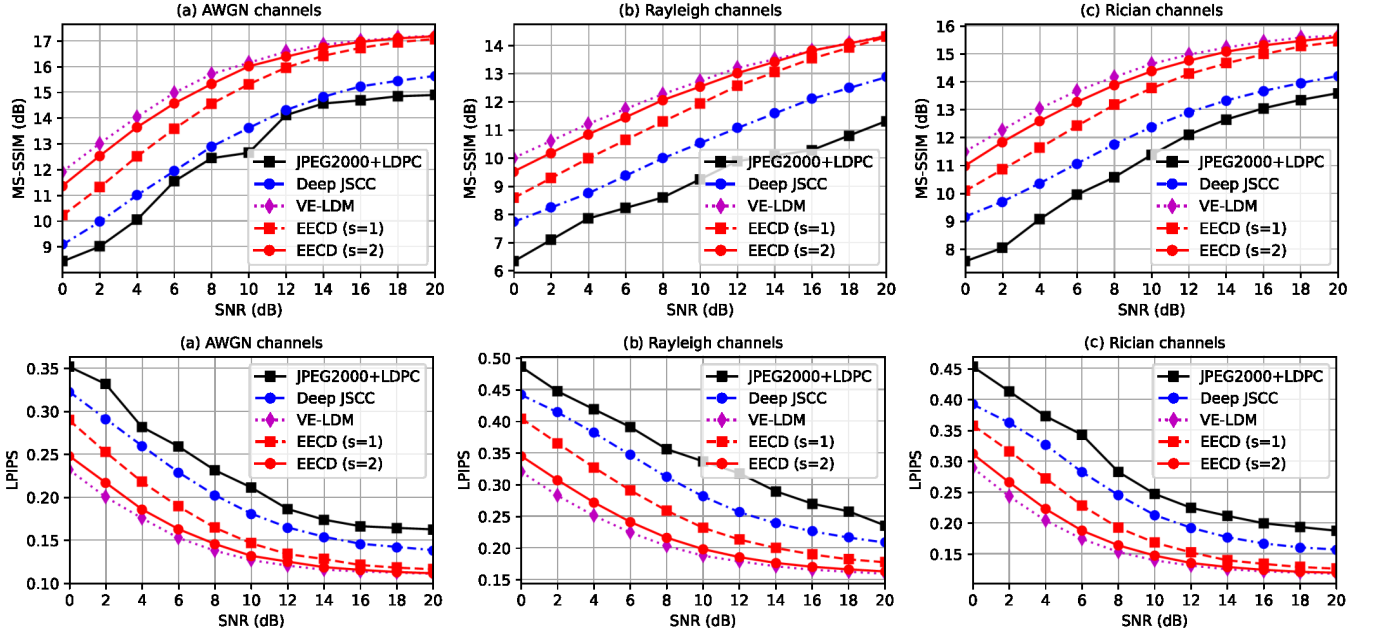 (a) AWGN channels
(b) Rayleigh channels
(c) Rician channels
MS-SSIM (dB)
17
16
15
14
13
12
11
10
9
JPEG2000+LDPC
Deep JSCC
VE-LDM
EECD (s=1)
EECD (s=2)
0 2 4 6 8 10 12 14 16 18 20
SNR (dB)
MS-SSIM (dB)
14
13
12
11
10
9
8
7
6
JPEG2000+LDPC
Deep JSCC
VE-LDM
EECD (s=1)
EECD (s=2)
0 2 4 6 8 10 12 14 16 18 20
SNR (dB)
MS-SSIM (dB)
16
15
14
13
12
11
10
9
8
JPEG2000+LDPC
Deep JSCC
VE-LDM
EECD (s=1)
EECD (s=2)
0 2 4 6 8 10 12 14 16 18 20
SNR (dB)
(a) AWGN channels
(b) Rayleigh channels
(c) Rician channels
LPIPS
0.35
0.30
0.25
0.20
0.15
0.10
JPEG2000+LDPC
Deep JSCC
VE-LDM
EECD (s=1)
EECD (s=2)
0 2 4 6 8 10 12 14 16 18 20
SNR (dB)
LPIPS
0.50
0.45
0.40
0.35
0.30
0.25
0.20
0.15
JPEG2000+LDPC
Deep JSCC
VE-LDM
EECD (s=1)
EECD (s=2)
0 2 4 6 8 10 12 14 16 18 20
SNR (dB)
LPIPS
0.45
0.40
0.35
0.30
0.25
0.20
0.15
JPEG2000+LDPC
Deep JSCC
VE-LDM
EECD (s=1)
EECD (s=2)
0 2 4 6 8 10 12 14 16 18 20
SNR (dB)